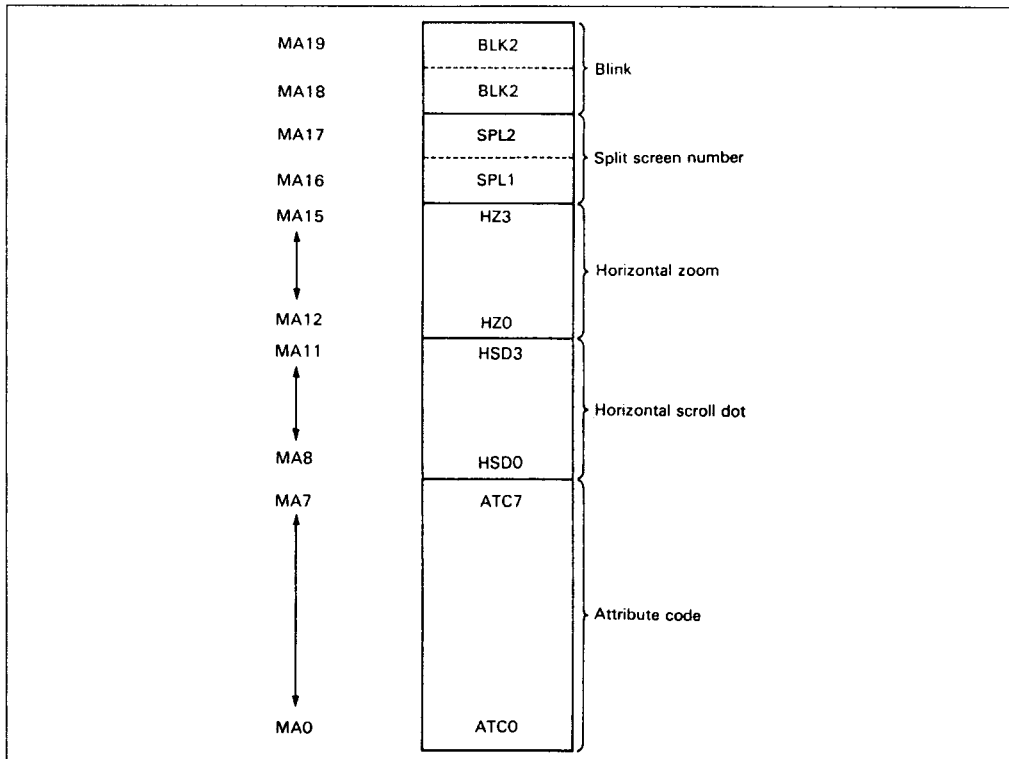 MA19 BLK2
Blink
MA18 BLK2
MA17 SPL2
Split screen number
MA16 SPL1
MA15 HZ3
Horizontal zoom
MA12 HZ0
MA11 HSD3
Horizontal scroll dot
MA8 HSD0
MA7 ATC7
Attribute code
MA0 ATC0